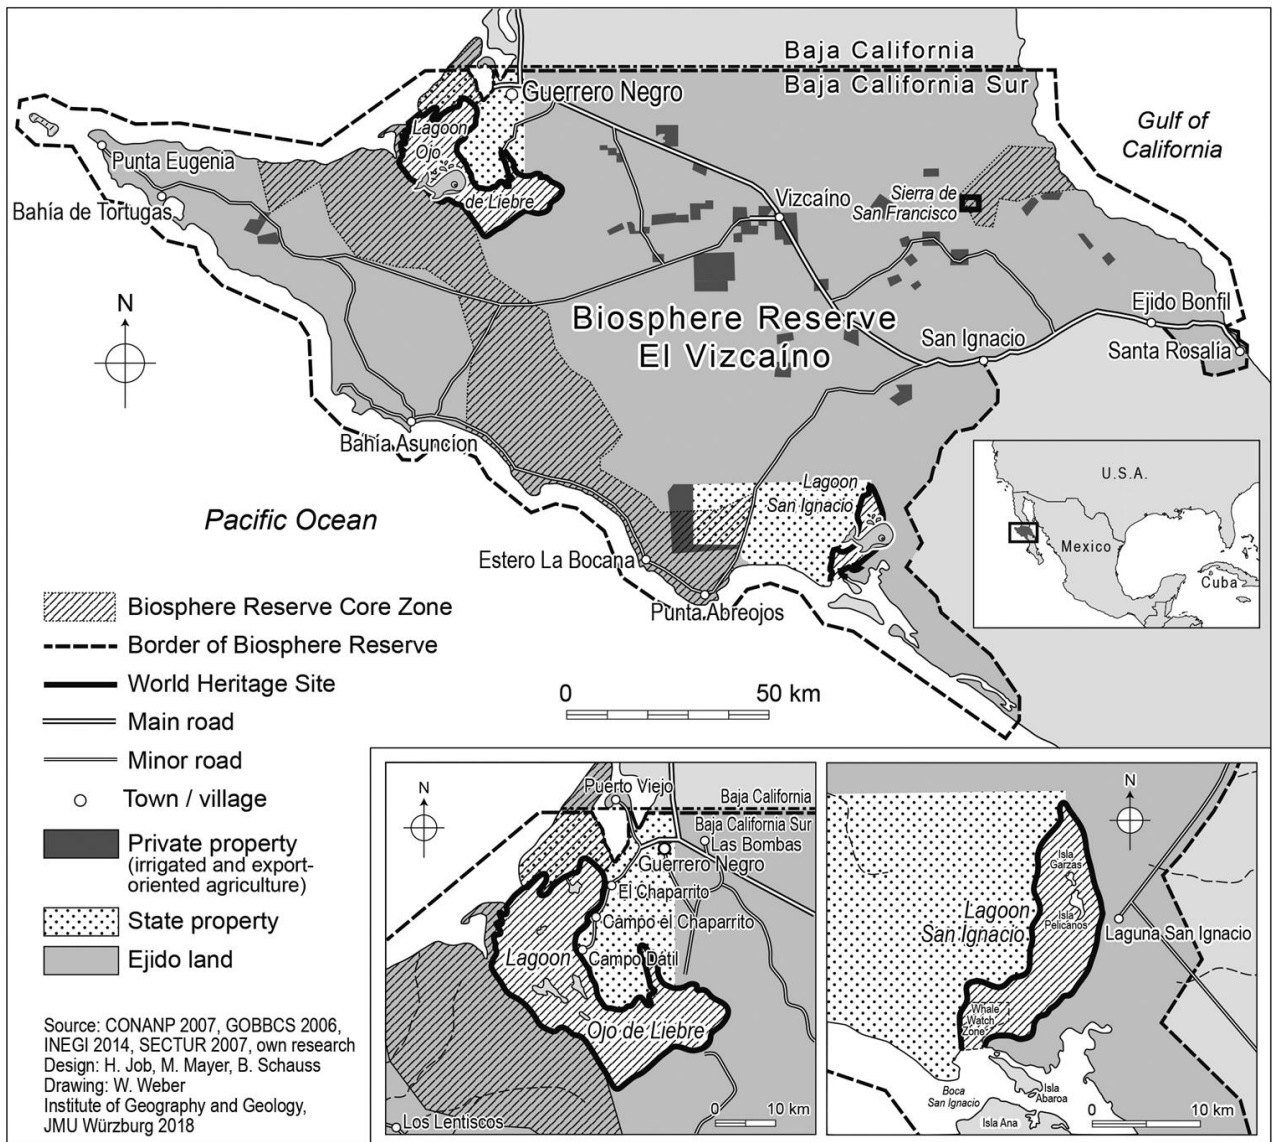 Baja California
Baja California Sur
Guerrero Negro
Gulf of
California
Lagoon
Ojo
de Liebre
Punta Eugenia
Bahía de Tortugas
Vizcaíno
Sierra de
San Francisco
N
Biosphere Reserve
El Vizcaíno
Ejido Bonfil
San Ignacio
Santa Rosalía
Bahía Asuncíon
Lagoon
San Ignacio
U.S.A.
Mexico
Cuba
Pacific Ocean
Estero La Bocana
Punta Abreojos
Biosphere Reserve Core Zone
Border of Biosphere Reserve
World Heritage Site
Main road
Minor road
Town / village
Private property
(irrigated and export-
oriented agriculture)
State property
Ejido land
0 50 km
Source: CONANP 2007, GOBBCS 2006,
INEGI 2014, SECTUR 2007, own research
Design: H. Job, M. Mayer, B. Schauss
Drawing: W. Weber
Institute of Geography and Geology,
JMU Würzburg 2018
N
Puerto Viejo
Baja California
Baja California Sur
Las Bombas
Guerrero Negro
El Chaparrito
Campo el Chaparrito
Lagoon
Campo Dátil
Ojo de Liebre
Los Lentiscos
0 10 km
N
Isla
Garzas
Lagoon
San Ignacio
Isla
Pelicanos
Laguna San Ignacio
Whale
Watch
Zone
Boca
San Ignacio
Isla
Abaroa
Isla Ana
0 10 km